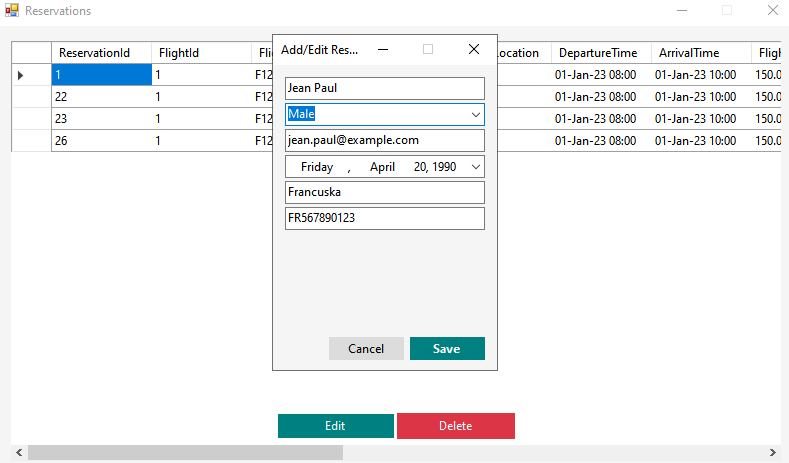 Reservations
Add/Edit Res...
ReservationId FlightId Fli Location DepartureTime ArrivalTime Fligh
1 1 F12 01-Jan-23 08:00 01-Jan-23 10:00 150.0
22 1 F12 01-Jan-23 08:00 01-Jan-23 10:00 150.0
23 1 F12 01-Jan-23 08:00 01-Jan-23 10:00 150.0
26 1 F12 01-Jan-23 08:00 01-Jan-23 10:00 150.0
Jean Paul
Male
jean.paul@example.com
Friday , April 20, 1990
Francuska
FR567890123
Cancel Save
Edit Delete